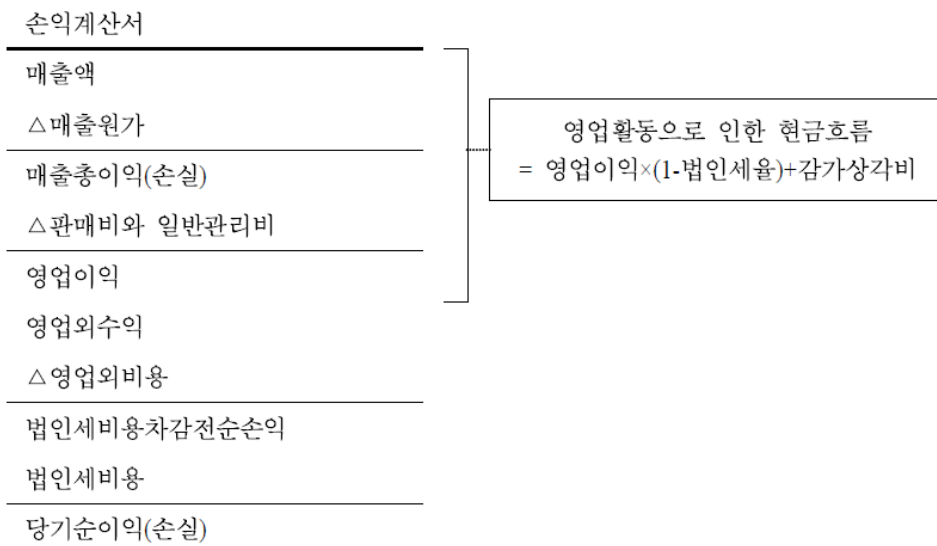 손익계산서
매출액
△매출원가
매출총이익(손실)
△판매비와 일반관리비
영업이익
영업외수익
△영업외비용
법인세비용차감전순손익
법인세비용
당기순이익(손실)
영업활동으로 인한 현금흐름
= 영업이익×(1-법인세율)+감가상각비